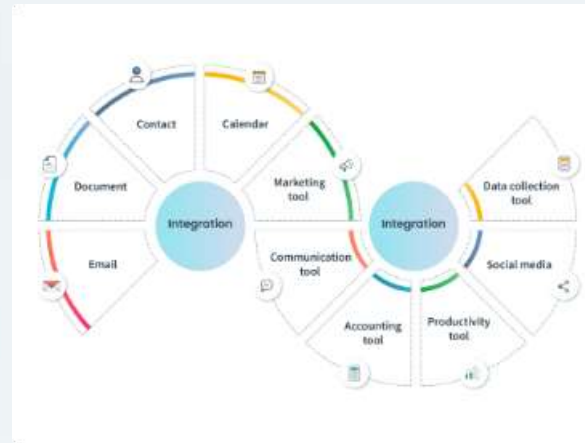 Contact
Calendar
Document
Marketing
tool
Integration
Email
Data collection
tool
Integration
Communication
tool
Social media
Accounting
tool
Productivity
tool